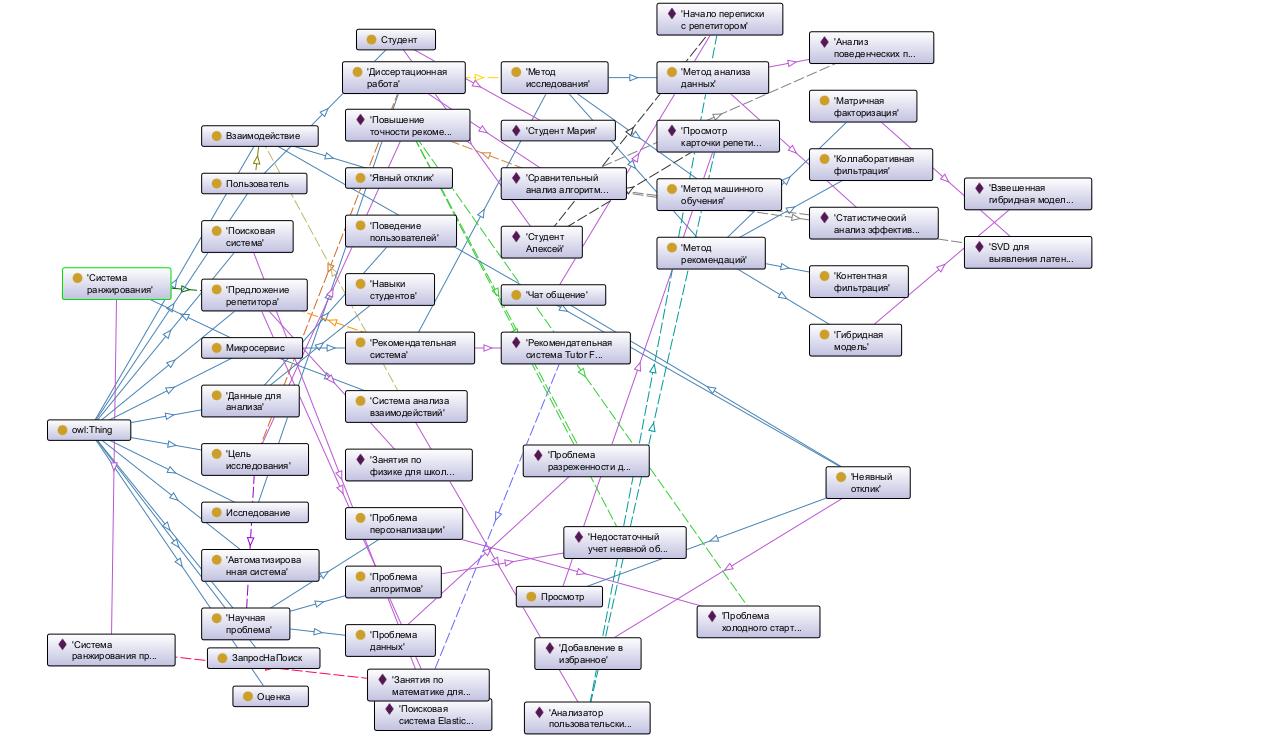 'Начало переписки
с репетитором'
Студент
'Анализ
поведенческих п...
'Диссертационная
работа'
'Метод
исследования'
'Метод анализа
данных'
'Матричная
факторизация'
'Повышение
точности рекоме...
'Студент Мария'
'Просмотр
карточки репети...
Взаимодействие
'Коллаборативная
фильтрация'
Пользователь
'Явный отклик'
'Сравнительный
анализ алгоритм...
'Метод машинного
обучения'
'Взвешенная
гибридная модел...
'Поисковая
система'
'Поведение
пользователей'
'Студент
Алексей'
'Статистический
анализ эффектив...
'Метод
рекомендаций'
'SVD для
выявления латен...
'Система
ранжирования'
'Предложение
репетитора'
'Навыки
студентов'
'Чат общение'
'Контентная
фильтрация'
Микросервис
'Рекомендательная
система'
'Рекомендательная
система Tutor F...
'Гибридная
модель'
'Данные для
анализа'
'Система анализа
взаимодействий'
owl:Thing
'Цель
исследования'
'Занятия по
физике для школ...
'Проблема
разреженности д...
'Неявный
отклик'
Исследование
'Проблема
персонализации'
'Недостаточный
учет неявной об...
'Автоматизирова
нная система'
'Проблема
алгоритмов'
Просмотр
'Научная
проблема'
'Проблема
холодного старт...
'Система
ранжирования пр...
'Проблема
данных'
'Добавление в
избранное'
ЗапросНаПоиск
'Занятия по
математике для...
Оценка
'Поисковая
система Elastic...
'Анализатор
пользовательски...